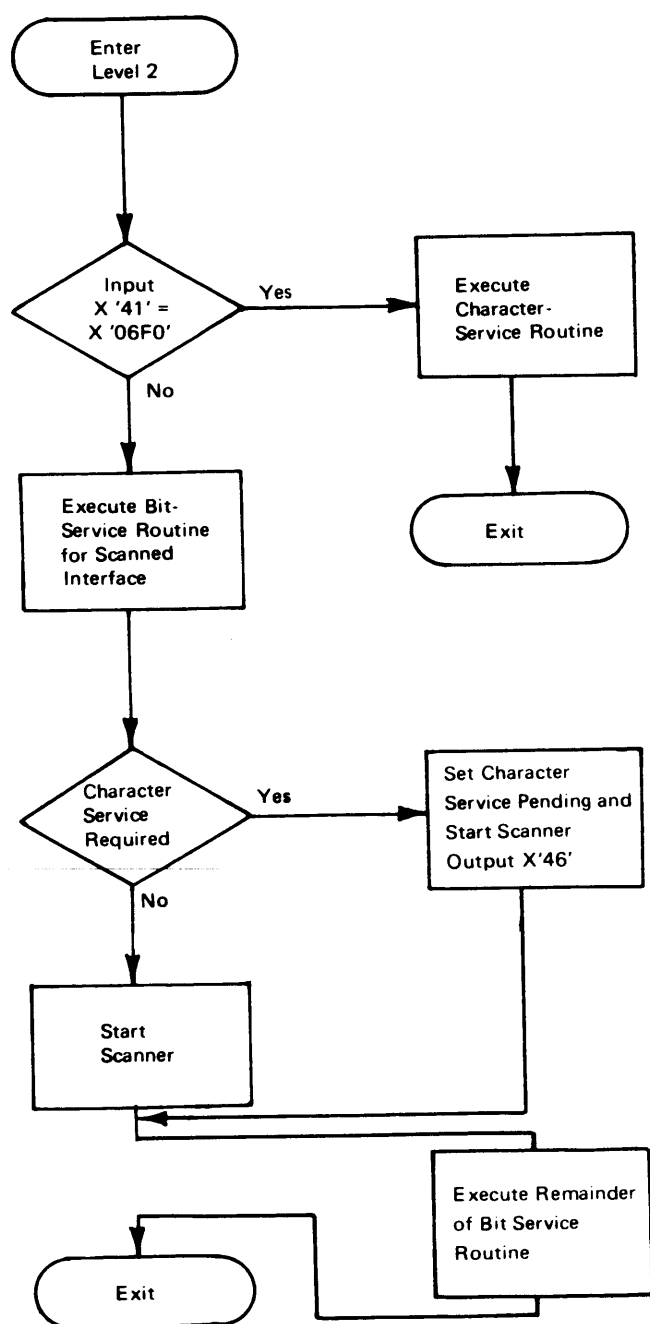 Enter
Level 2
Input
X '41' =
X '06F0'
Yes
Execute
Character-
Service Routine
No
Exit
Execute Bit-
Service Routine
for Scanned
Interface
Character
Service
Required
Yes
Set Character
Service Pending and
Start Scanner
Output X'46'
No
Start
Scanner
Execute Remainder
of Bit Service
Routine
Exit